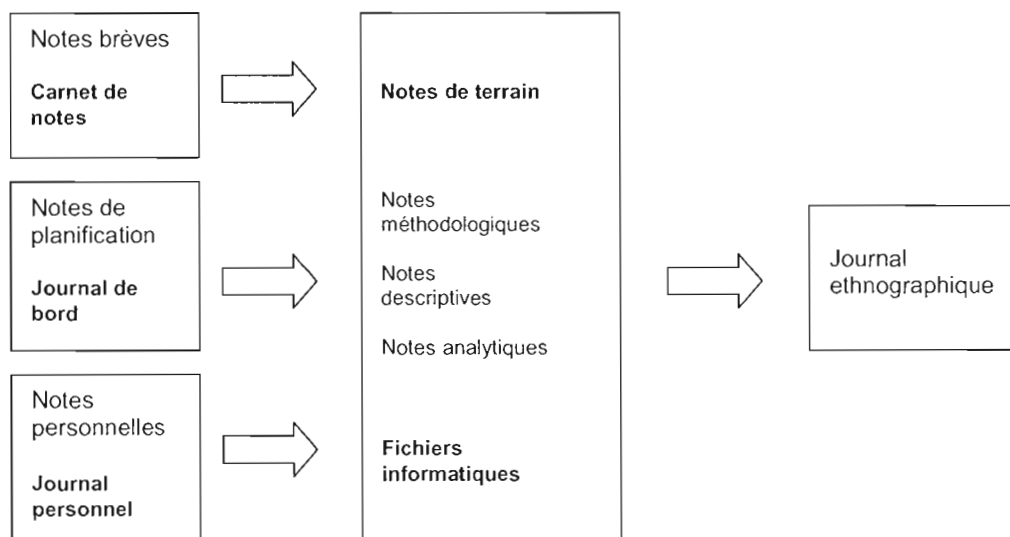 Notes brèves
Carnet de
notes
Notes de
planification
Journal de
bord
Notes
personnelles
Journal
personnel
Notes de terrain
Notes
méthodologiques
Notes
descriptives
Notes analytiques
Fichiers
informatiques
Journal
ethnographique